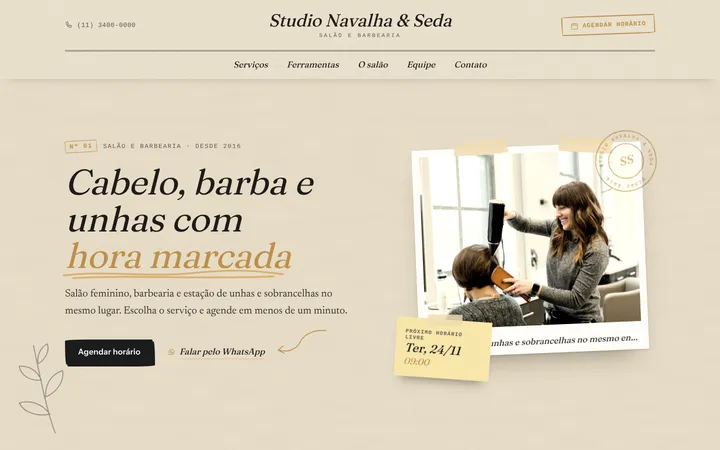 (11) 3400-0000
Studio Navalha & Seda
SALÃO E BARBEARIA
AGENDAR HORÁRIO
Serviços Ferramentas O salão Equipe Contato
Nº 01 SALÃO E BARBEARIA · DESDE 2016
Cabelo, barba e
unhas com
hora marcada
Salão feminino, barbearia e estação de unhas e sobrancelhas no
mesmo lugar. Escolha o serviço e agende em menos de um minuto.
Agendar horário
Falar pelo WhatsApp
SS
PRÓXIMO HORÁRIO
LIVRE
Ter, 24/11
09:00
unhas e sobrancelhas no mesmo en...